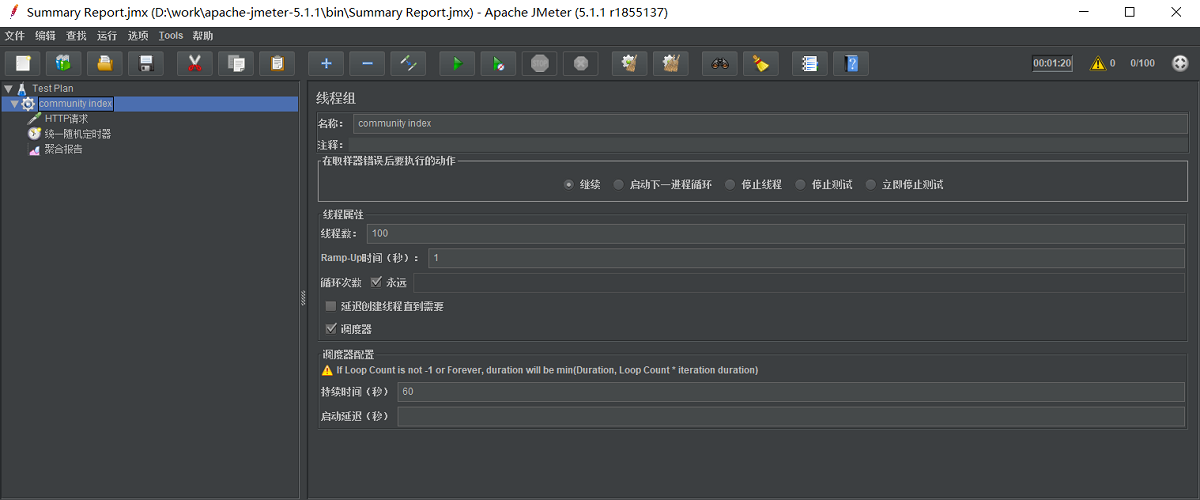 Summary Report.jmx (D:\work\apache-jmeter-5.1.1\bin\Summary Report.jmx) - Apache JMeter (5.1.1 r1855137)
文件 编辑 查找 运行 选项 Tools 帮助
00:01:20 0 0/100
Test Plan
community index
HTTP请求
统一随机定时器
聚合报告
线程组
名称: community index
注释:
在取样器错误后要执行的动作
继续 启动下一进程循环 停止线程 停止测试 立即停止测试
线程属性
线程数: 100
Ramp-Up时间（秒）: 1
循环次数 永远
延迟创建线程直到需要
调度器
调度器配置
If Loop Count is not -1 or Forever, duration will be min(Duration, Loop Count * iteration duration)
持续时间（秒） 60
启动延迟（秒）